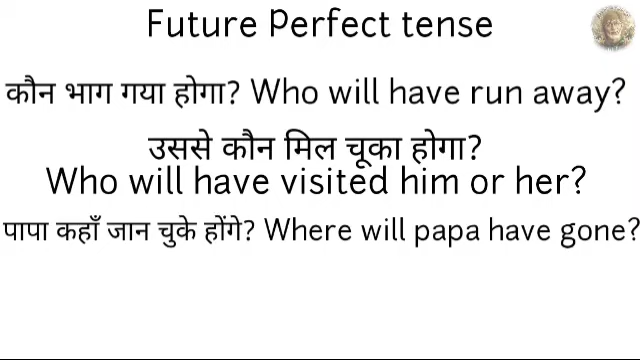 Future Perfect tense
कौन भाग गया होगा? Who will have run away?
उससे कौन मिल चूका होगा?
Who will have visited him or her?
पापा कहाँ जान चुके होंगे? Where will papa have gone?